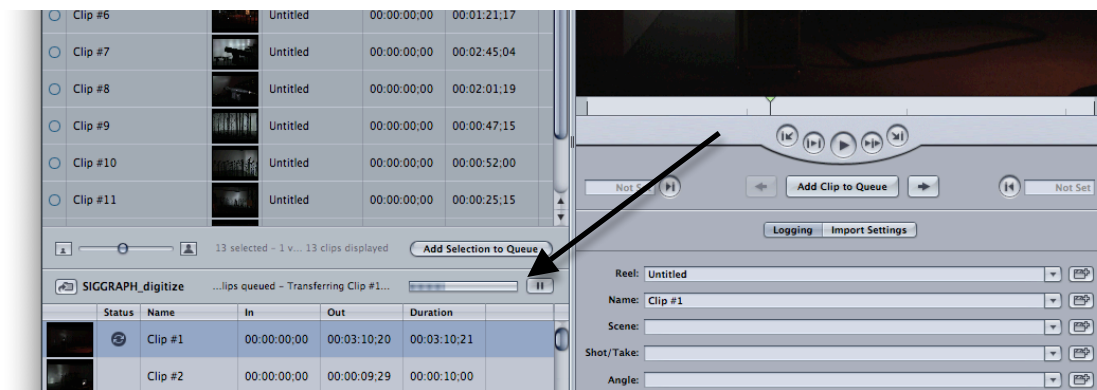 Clip #6 Untitled 00:00:00;00 00:01:21;17
Clip #7 Untitled 00:00:00;00 00:02:45;04
Clip #8 Untitled 00:00:00;00 00:02:01;19
Clip #9 Untitled 00:00:00;00 00:00:47;15
Clip #10 Untitled 00:00:00;00 00:00:52;00
Clip #11 Untitled 00:00:00;00 00:00:25;15
13 selected – 1 v... 13 clips displayed Add Selection to Queue
SIGGRAPH_digitize ...lips queued – Transferring Clip #1...
Status Name In Out Duration
Clip #1 00:00:00;00 00:03:10;20 00:03:10;21
Clip #2 00:00:00;00 00:00:09;29 00:00:10;00
Not Set Add Clip to Queue Not Set
Logging Import Settings
Reel: Untitled
Name: Clip #1
Scene:
Shot/Take:
Angle: